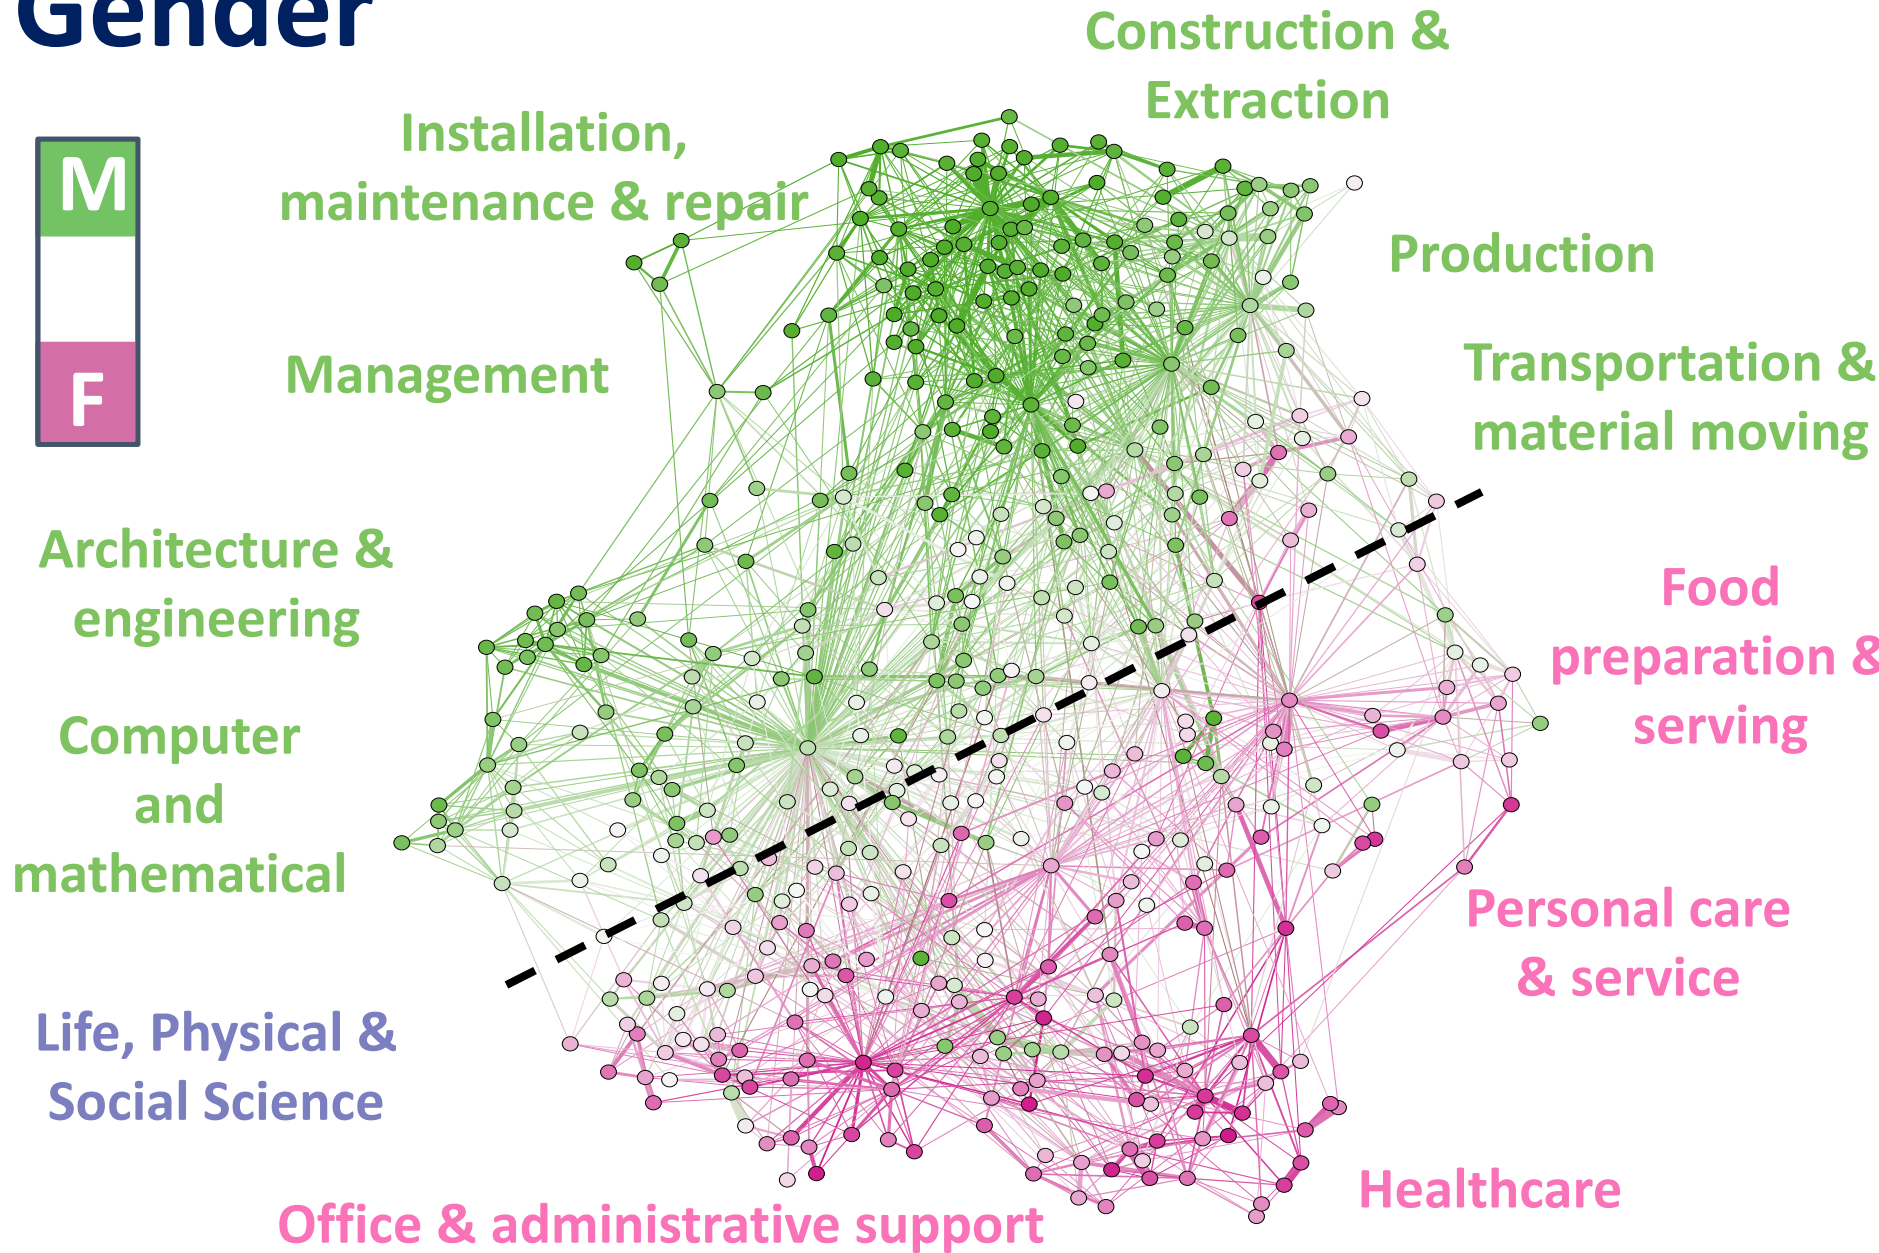 Gender
M
F
Construction &
Extraction
Installation,
maintenance & repair
Production
Management
Transportation &
material moving
Architecture &
engineering
Food
preparation &
serving
Computer
and
mathematical
Personal care
& service
Life, Physical &
Social Science
Healthcare
Office & administrative support